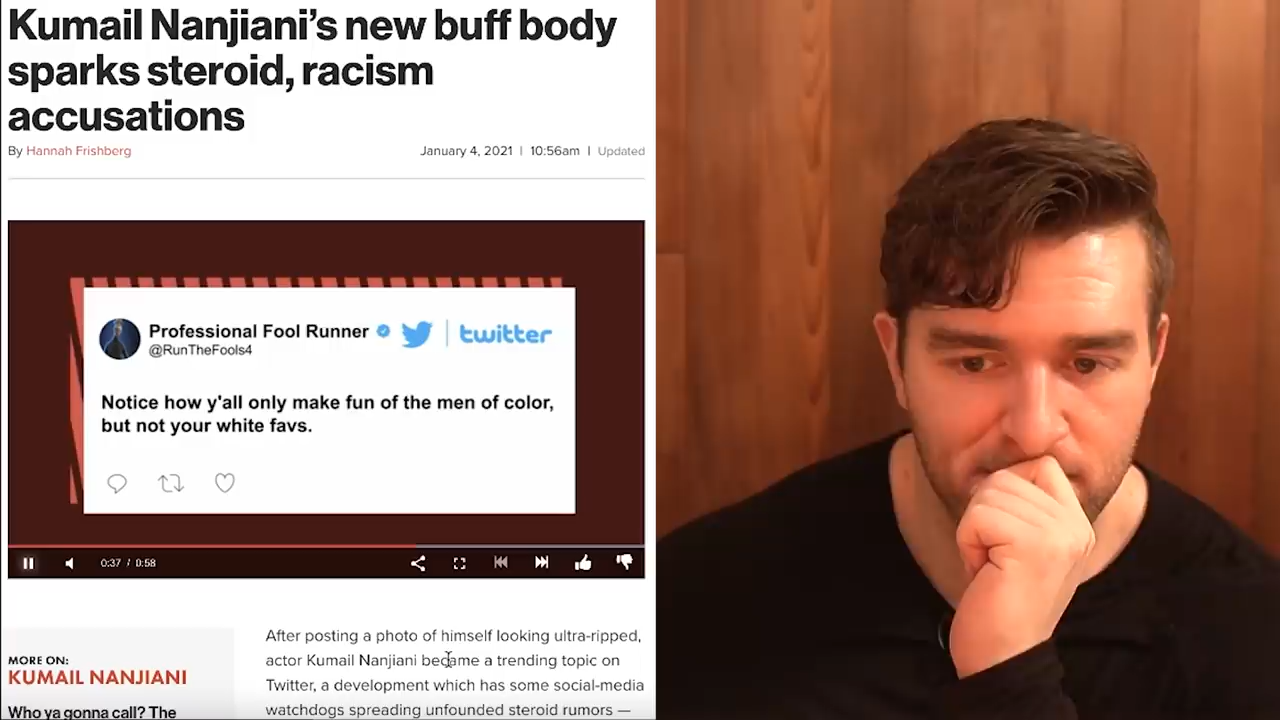 Kumail Nanjiani’s new buff body
sparks steroid, racism
accusations
By Hannah Frishberg
January 4, 2021 | 10:56am | Updated
Professional Fool Runner
twitter
@RunTheFools4
Notice how y'all only make fun of the men of color,
but not your white favs.
0:37 / 0:58
MORE ON:
KUMAIL NANJIANI
Who ya gonna call? The
After posting a photo of himself looking ultra-ripped,
actor Kumail Nanjiani became a trending topic on
Twitter, a development which has some social-media
watchdogs spreading unfounded steroid rumors —